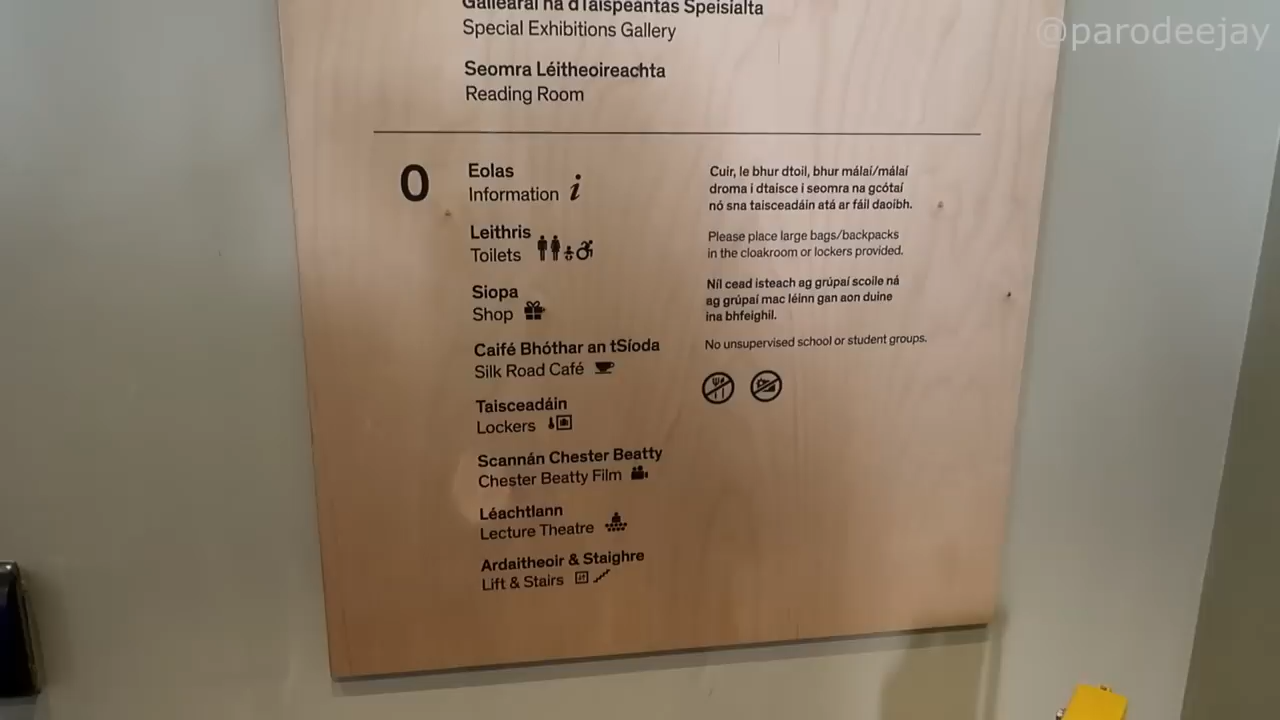 @parodeejay
Gailearaí na dTaispeántas Speisialta
Special Exhibitions Gallery
Seomra Léitheoireachta
Reading Room
0
Eolas
Information i
Leithris
Toilets
Siopa
Shop
Caifé Bhóthar an tSíoda
Silk Road Café
Taisceadáin
Lockers
Scannán Chester Beatty
Chester Beatty Film
Léachtlann
Lecture Theatre
Ardaitheoir & Staighre
Lift & Stairs
Cuir, le bhur dtoil, bhur málaí/málaí
droma i dtaisce i seomra na gcótaí
nó sna taisceadáin atá ar fáil daoibh.
Please place large bags/backpacks
in the cloakroom or lockers provided.
Níl cead isteach ag grúpaí scoile ná
ag grúpaí mac léinn gan aon duine
ina bhfeighil.
No unsupervised school or student groups.